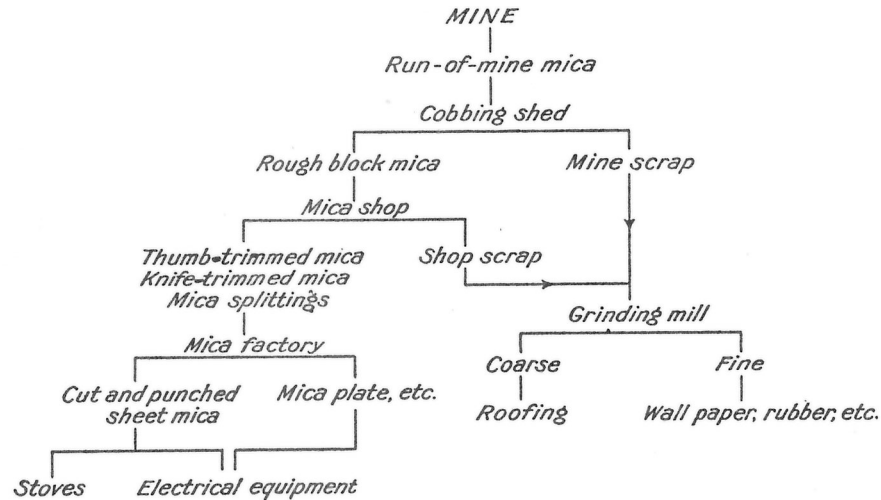 MINE
Run-of-mine mica
Cobbing shed
Rough block mica
Mine scrap
Mica shop
Thumb-trimmed mica
Knife-trimmed mica
Mica splittings
Shop scrap
Grinding mill
Mica factory
Coarse
Fine
Cut and punched
sheet mica
Mica plate, etc.
Roofing
Wall paper, rubber, etc.
Stoves
Electrical equipment